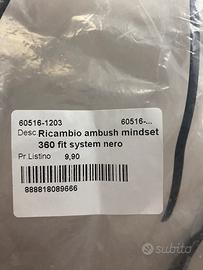 60516-1203 60516-...
Desc Ricambio ambush mindset
360 fit system nero
Pr.Listino 9,90
888818089666
subito